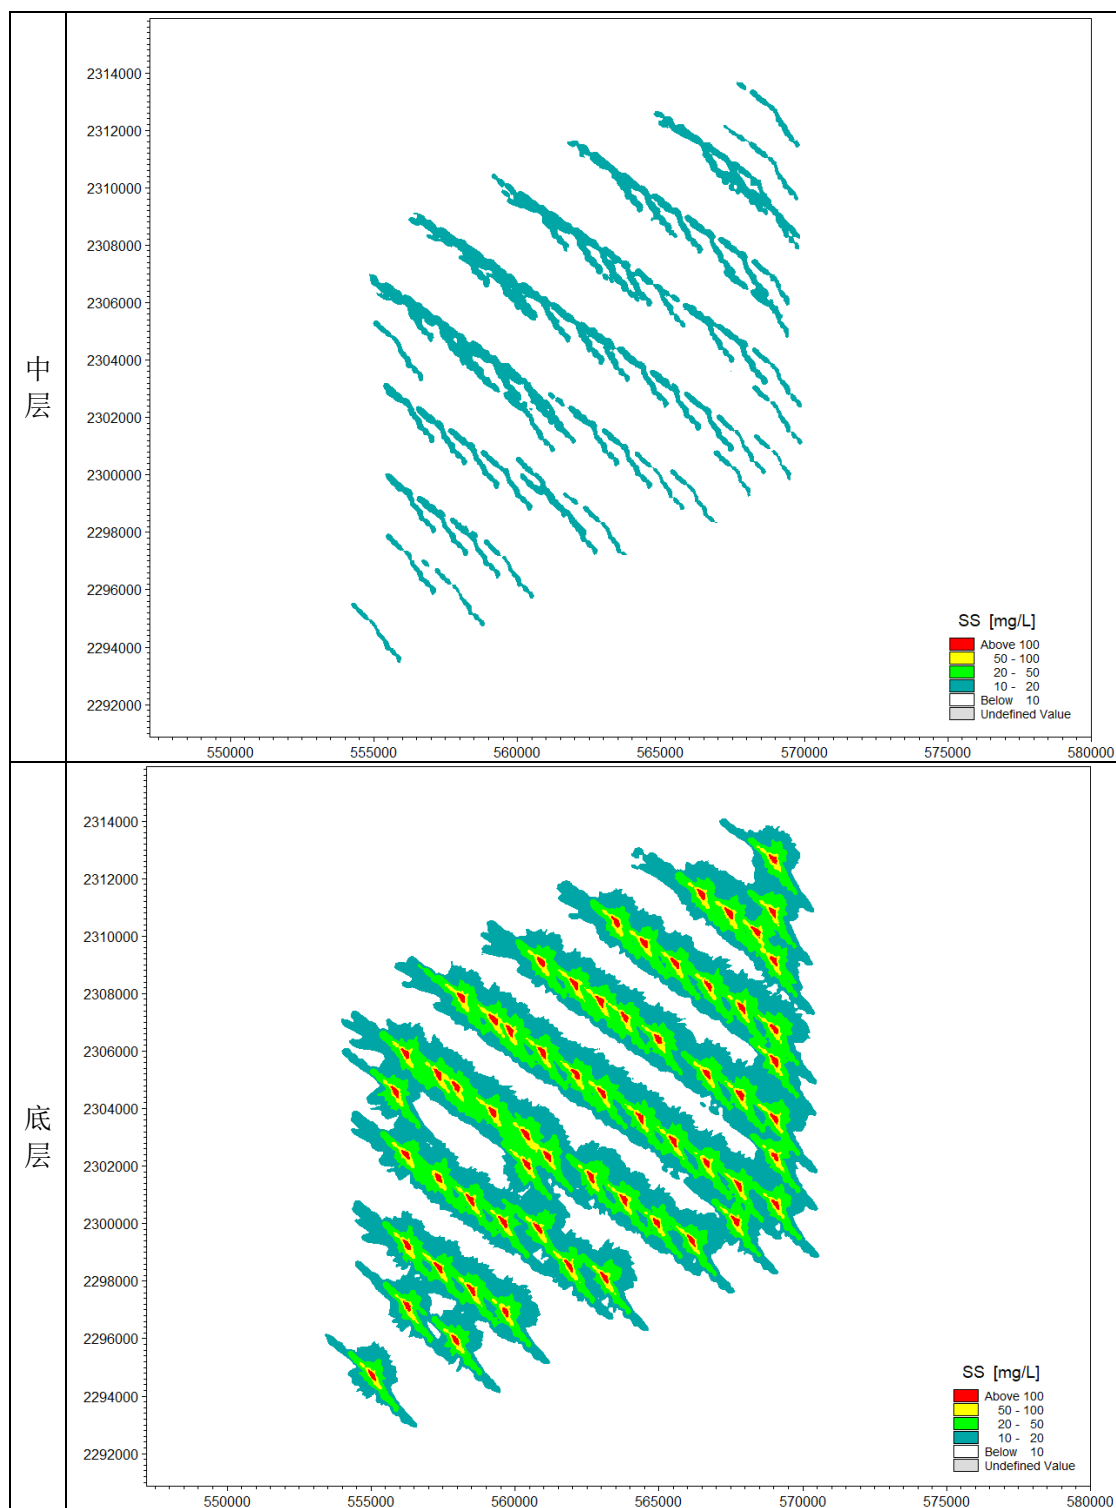 中
层
2314000
2312000
2310000
2308000
2306000
2304000
2302000
2300000
2298000
2296000
2294000
2292000
SS [mg/L]
Above 100
50 - 100
20 - 50
10 - 20
Below 10
Undefined Value
550000 555000 560000 565000 570000 575000 580000
底
层
2314000
2312000
2310000
2308000
2306000
2304000
2302000
2300000
2298000
2296000
2294000
2292000
SS [mg/L]
Above 100
50 - 100
20 - 50
10 - 20
Below 10
Undefined Value
550000 555000 560000 565000 570000 575000 580000